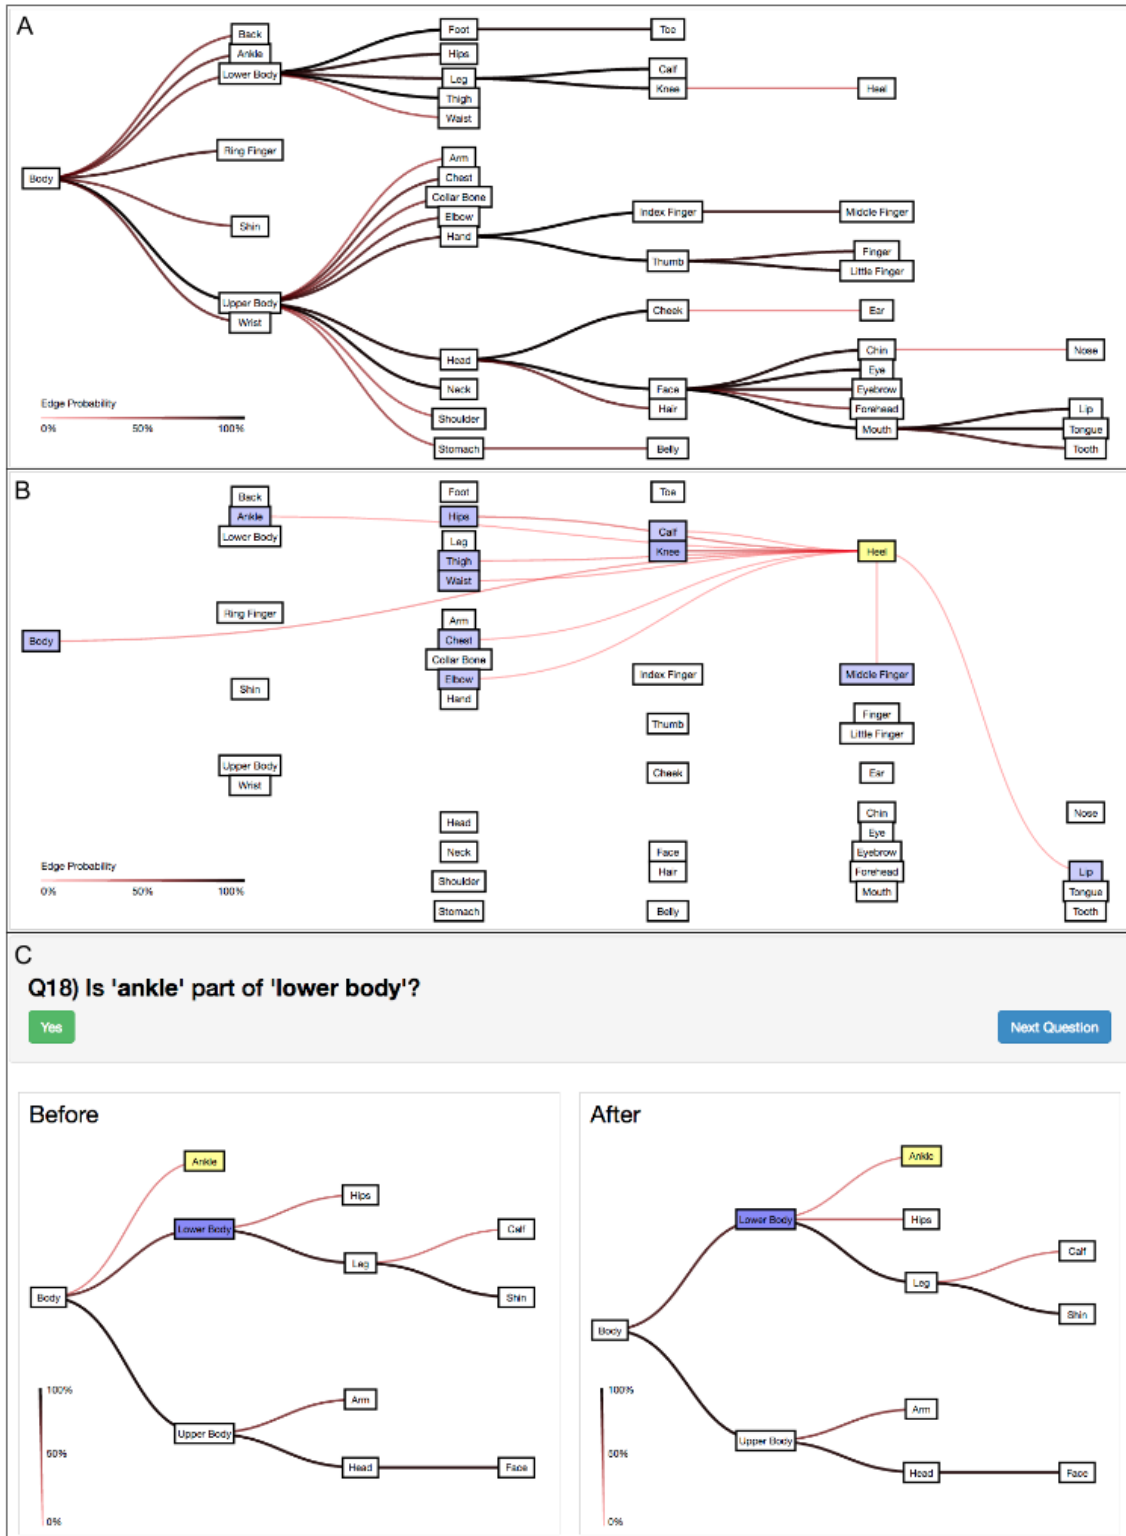 A
Back
Ankle
Lower Body
Foot
Hips
Leg
Thigh
Waist
Toe
Calf
Knee
Heel
Ring Finger
Body
Shin
Arm
Chest
Collar Bone
Elbow
Hand
Index Finger
Middle Finger
Thumb
Finger
Little Finger
Upper Body
Wrist
Cheek
Ear
Head
Neck
Shoulder
Stomach
Face
Hair
Belly
Chin
Eye
Eyebrow
Forehead
Mouth
Nose
Lip
Tongue
Tooth
Edge Probability
0% 50% 100%
B
Back
Ankle
Lower Body
Foot
Hips
Leg
Thigh
Waist
Toe
Calf
Knee
Heel
Ring Finger
Body
Shin
Arm
Chest
Collar Bone
Elbow
Hand
Index Finger
Middle Finger
Thumb
Finger
Little Finger
Upper Body
Wrist
Cheek
Ear
Head
Neck
Shoulder
Stomach
Face
Hair
Belly
Chin
Eye
Eyebrow
Forehead
Mouth
Nose
Lip
Tongue
Tooth
Edge Probability
0% 50% 100%
C
Q18) Is 'ankle' part of 'lower body'?
Yes
Next Question
Before
Ankle
Hips
Lower Body
Calf
Leg
Body
Shin
100%
Arm
Upper Body
50%
Head
Face
0%
After
Ankle
Lower Body
Hips
Calf
Leg
Shin
Body
100%
Arm
Upper Body
50%
Head
Face
0%